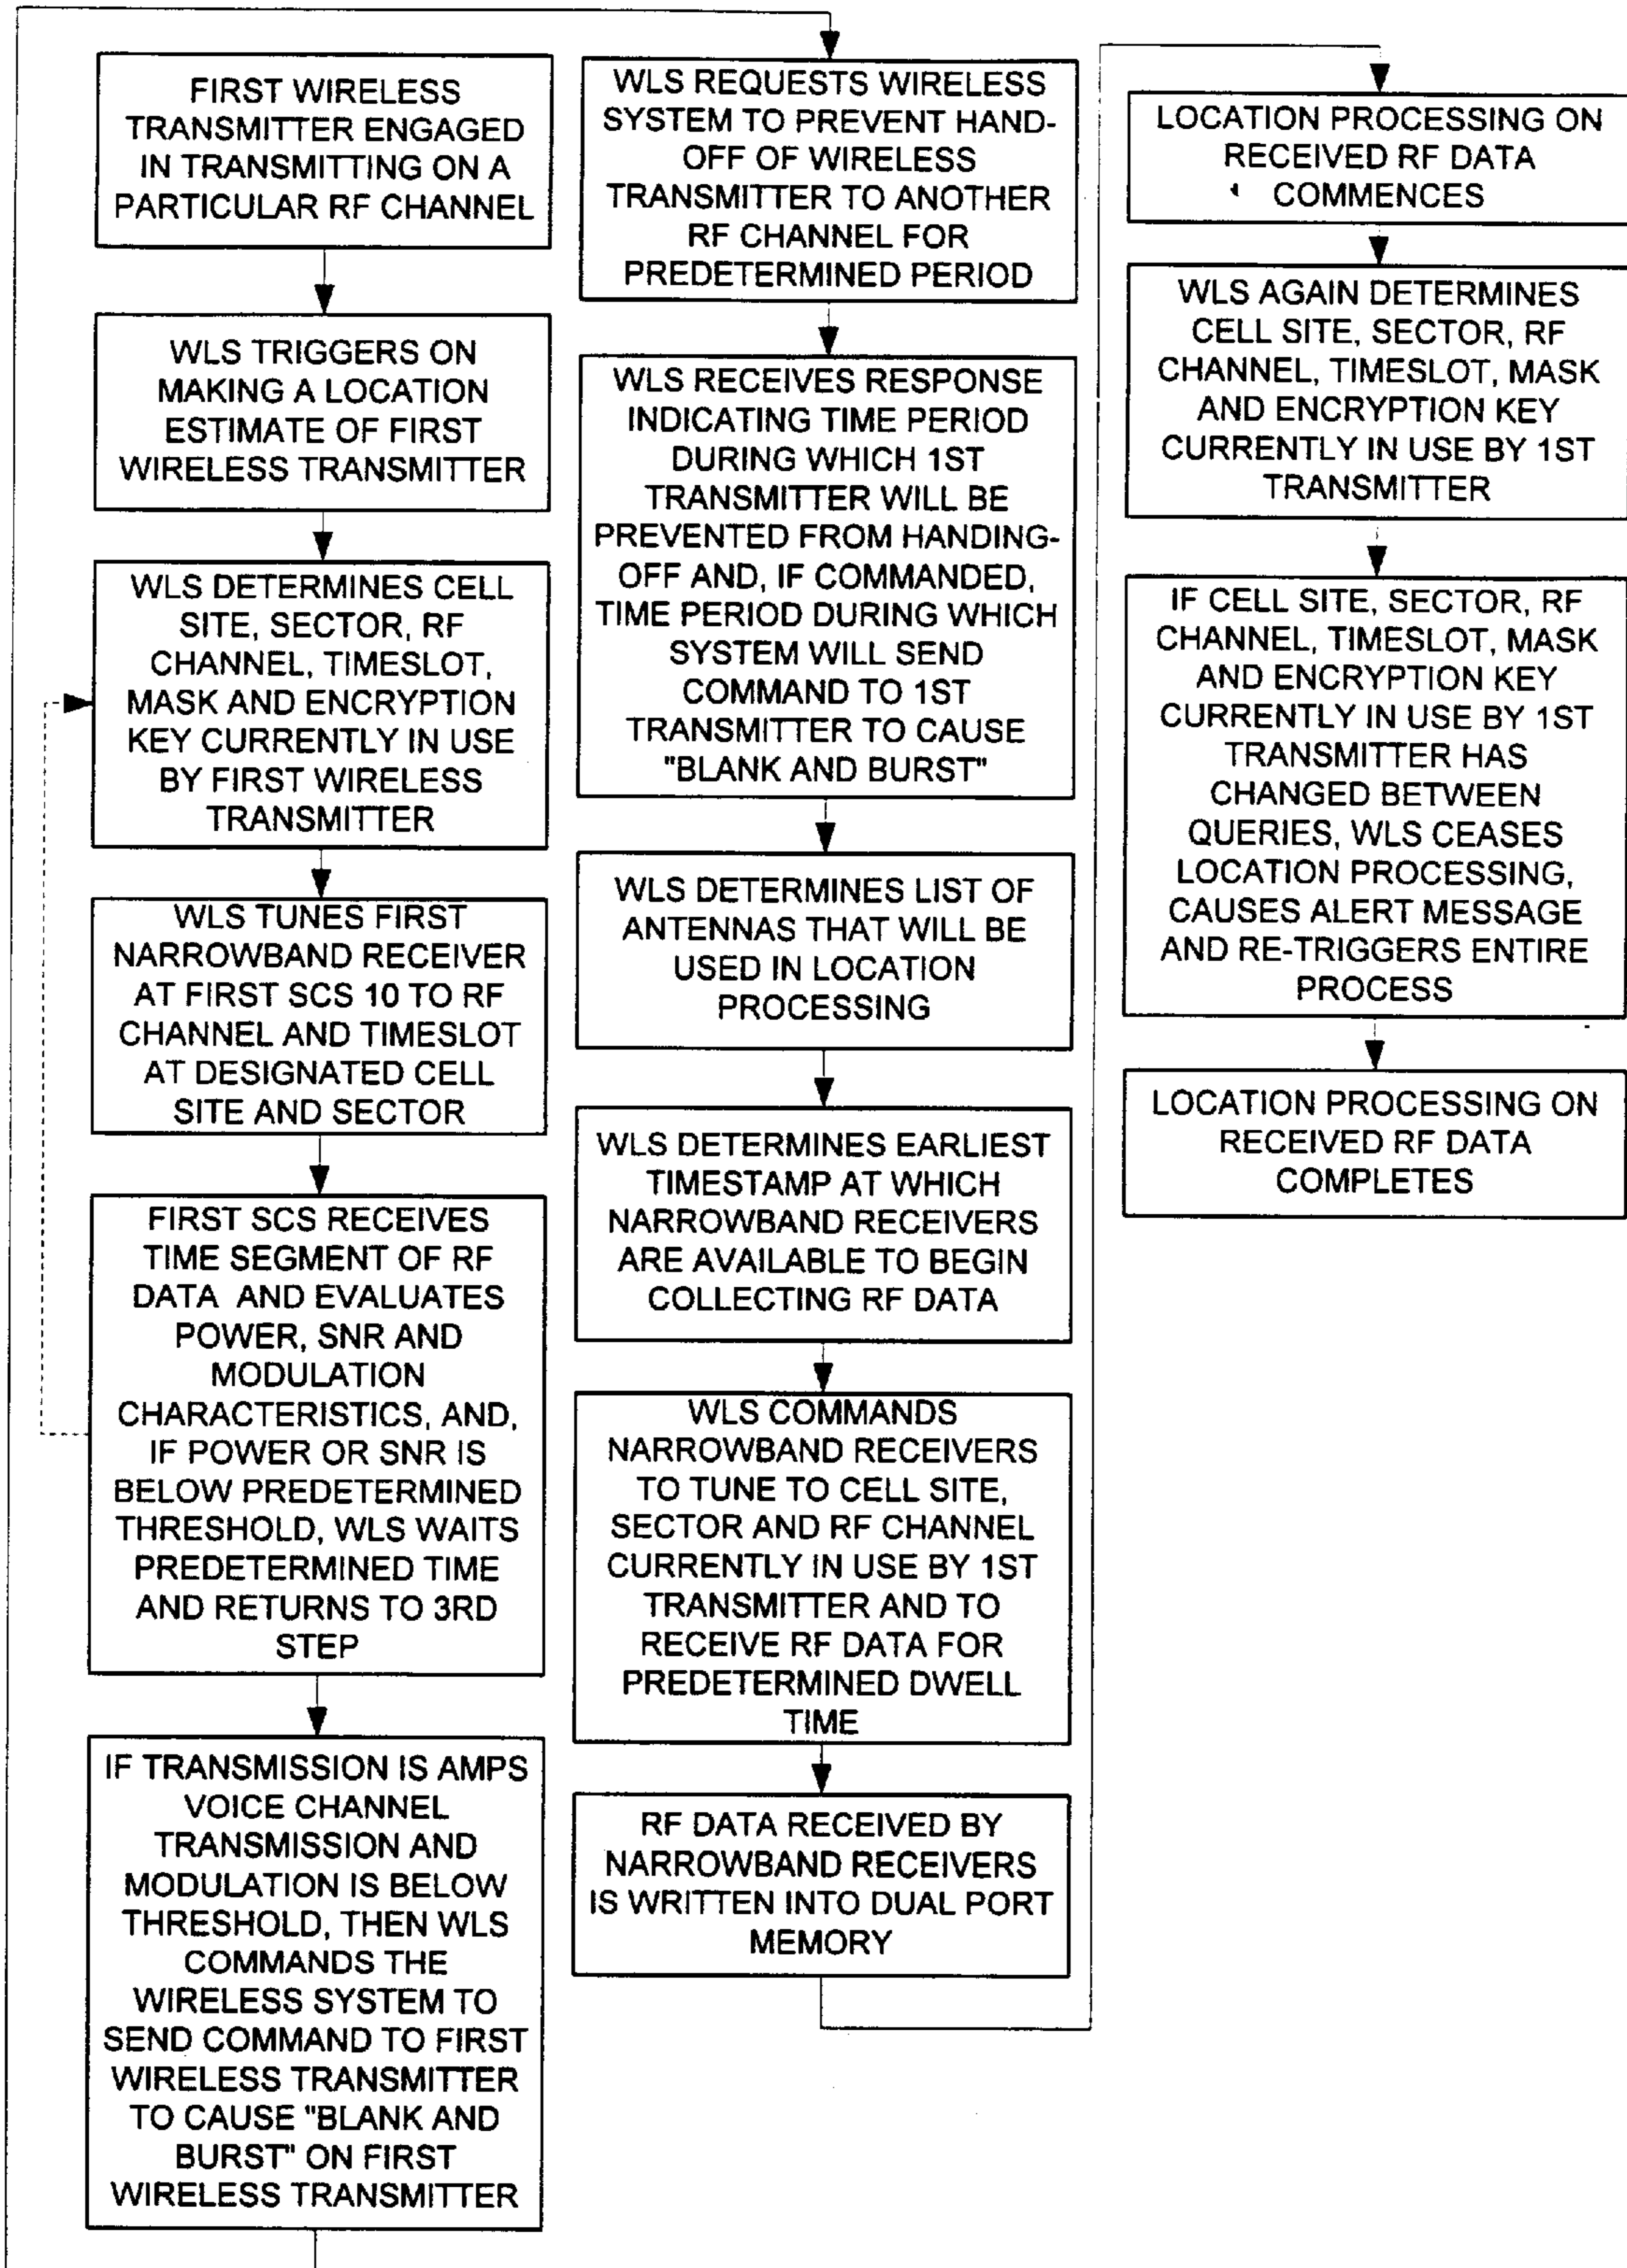 FIRST WIRELESS
TRANSMITTER ENGAGED
IN TRANSMITTING ON A
PARTICULAR RF CHANNEL
WLS TRIGGERS ON
MAKING A LOCATION
ESTIMATE OF FIRST
WIRELESS TRANSMITTER
WLS DETERMINES CELL
SITE, SECTOR, RF
CHANNEL, TIMESLOT,
MASK AND ENCRYPTION
KEY CURRENTLY IN USE
BY FIRST WIRELESS
TRANSMITTER
WLS TUNES FIRST
NARROWBAND RECEIVER
AT FIRST SCS 10 TO RF
CHANNEL AND TIMESLOT
AT DESIGNATED CELL
SITE AND SECTOR
FIRST SCS RECEIVES
TIME SEGMENT OF RF
DATA AND EVALUATES
POWER, SNR AND
MODULATION
CHARACTERISTICS, AND,
IF POWER OR SNR IS
BELOW PREDETERMINED
THRESHOLD, WLS WAITS
PREDETERMINED TIME
AND RETURNS TO 3RD
STEP
IF TRANSMISSION IS AMPS
VOICE CHANNEL
TRANSMISSION AND
MODULATION IS BELOW
THRESHOLD, THEN WLS
COMMANDS THE
WIRELESS SYSTEM TO
SEND COMMAND TO FIRST
WIRELESS TRANSMITTER
TO CAUSE "BLANK AND
BURST" ON FIRST
WIRELESS TRANSMITTER
WLS REQUESTS WIRELESS
SYSTEM TO PREVENT HAND-
OFF OF WIRELESS
TRANSMITTER TO ANOTHER
RF CHANNEL FOR
PREDETERMINED PERIOD
WLS RECEIVES RESPONSE
INDICATING TIME PERIOD
DURING WHICH 1ST
TRANSMITTER WILL BE
PREVENTED FROM HANDING-
OFF AND, IF COMMANDED,
TIME PERIOD DURING WHICH
SYSTEM WILL SEND
COMMAND TO 1ST
TRANSMITTER TO CAUSE
"BLANK AND BURST"
WLS DETERMINES LIST OF
ANTENNAS THAT WILL BE
USED IN LOCATION
PROCESSING
WLS DETERMINES EARLIEST
TIMESTAMP AT WHICH
NARROWBAND RECEIVERS
ARE AVAILABLE TO BEGIN
COLLECTING RF DATA
WLS COMMANDS
NARROWBAND RECEIVERS
TO TUNE TO CELL SITE,
SECTOR AND RF CHANNEL
CURRENTLY IN USE BY 1ST
TRANSMITTER AND TO
RECEIVE RF DATA FOR
PREDETERMINED DWELL
TIME
RF DATA RECEIVED BY
NARROWBAND RECEIVERS
IS WRITTEN INTO DUAL PORT
MEMORY
LOCATION PROCESSING ON
RECEIVED RF DATA
COMMENCES
WLS AGAIN DETERMINES
CELL SITE, SECTOR, RF
CHANNEL, TIMESLOT, MASK
AND ENCRYPTION KEY
CURRENTLY IN USE BY 1ST
TRANSMITTER
IF CELL SITE, SECTOR, RF
CHANNEL, TIMESLOT, MASK
AND ENCRYPTION KEY
CURRENTLY IN USE BY 1ST
TRANSMITTER HAS
CHANGED BETWEEN
QUERIES, WLS CEASES
LOCATION PROCESSING,
CAUSES ALERT MESSAGE
AND RE-TRIGGERS ENTIRE
PROCESS
LOCATION PROCESSING ON
RECEIVED RF DATA
COMPLETES